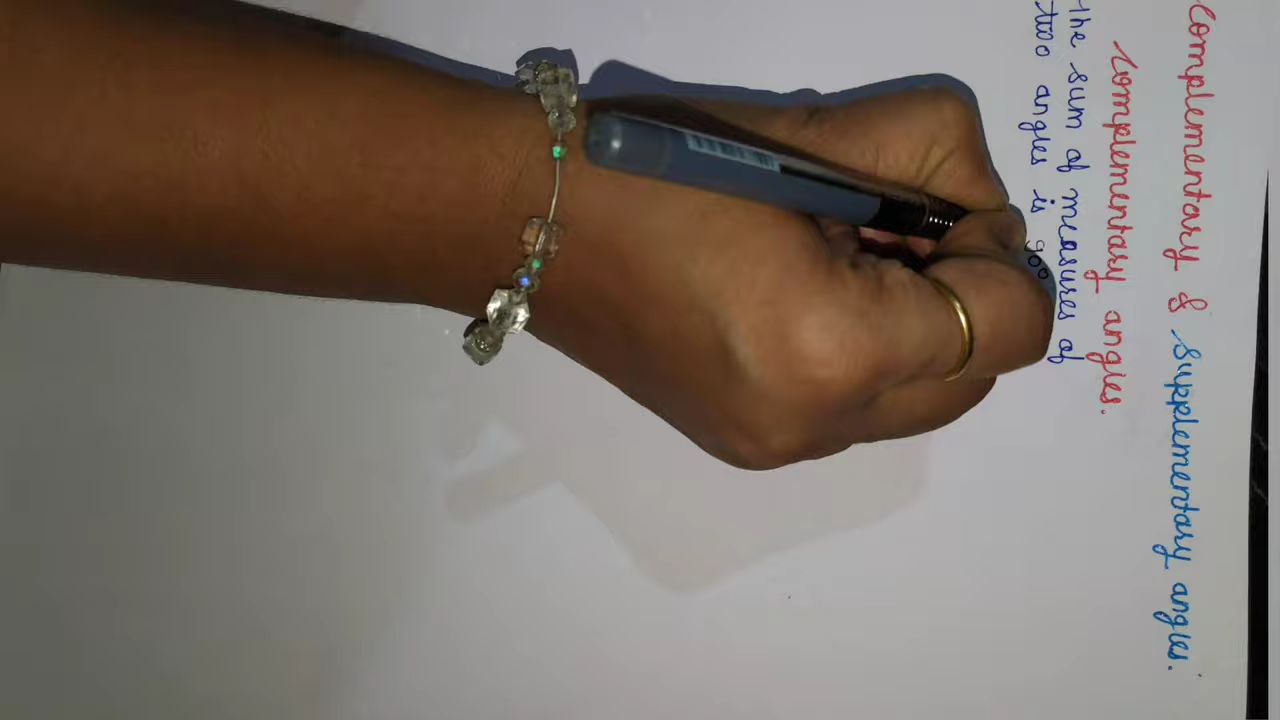 Complementary & Supplementary angles.
Complementary angles.
The sum of measures of
two angles is 90°